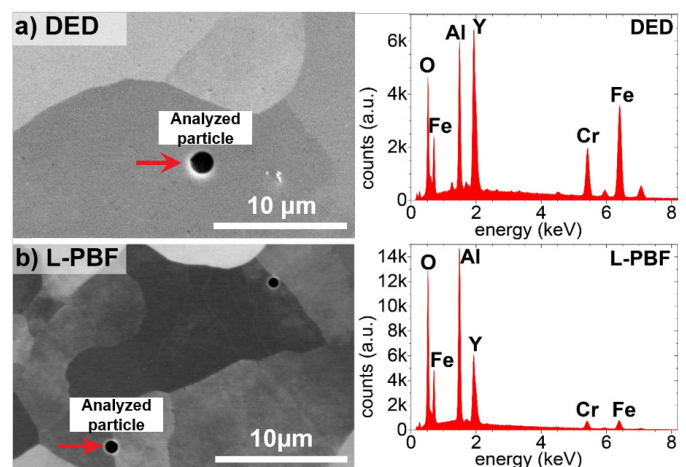 a) DED
Analyzed
particle
10 µm
DED
6k
4k
2k
0
counts (a.u.)
O
Fe
Al
Y
Cr
Fe
0 2 4 6 8
energy (keV)
b) L-PBF
Analyzed
particle
10µm
L-PBF
14k
12k
10k
8k
6k
4k
2k
0
counts (a.u.)
O
Fe
Al
Y
Cr
Fe
0 2 4 6 8
energy (keV)